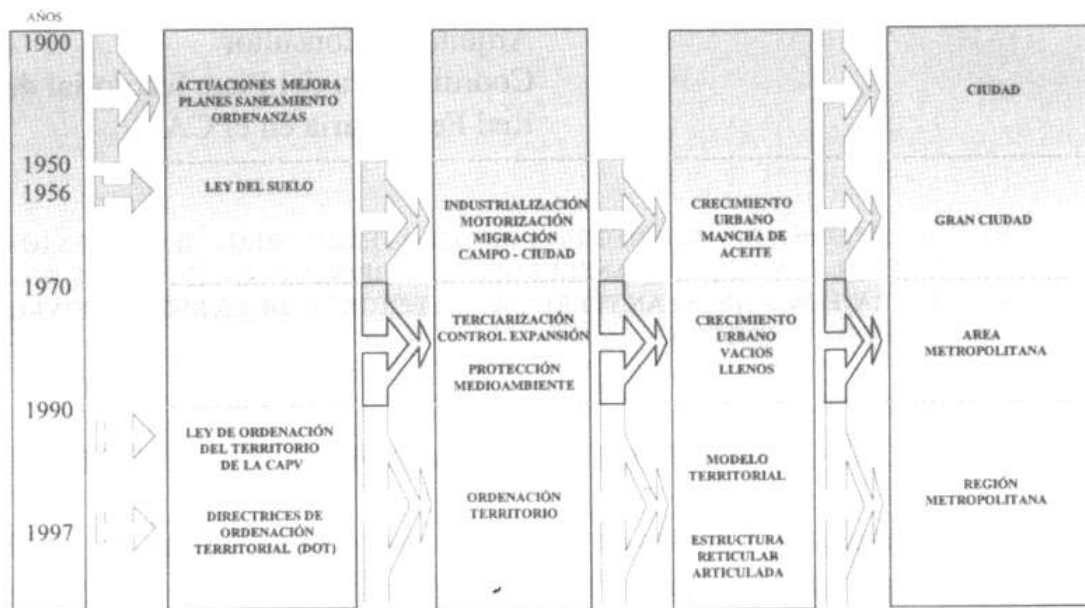 AÑOS
1900
1950
1956
1970
1990
1997
ACTUACIONES MEJORA
PLANES SANEAMIENTO
ORDENANZAS
LEY DEL SUELO
LEY DE ORDENACIÓN
DEL TERRITORIO
DE LA CAPV
DIRECTRICES DE
ORDENACIÓN
TERRITORIAL (DOT)
INDUSTRIALIZACIÓN
MOTORIZACIÓN
MIGRACIÓN
CAMPO - CIUDAD
TERCIARIZACIÓN
CONTROL EXPANSIÓN
PROTECCIÓN
MEDIOAMBIENTE
ORDENACIÓN
TERRITORIO
CRECIMIENTO
URBANO
MANCHA DE
ACEITE
CRECIMIENTO
URBANO
VACIOS
LLENOS
MODELO
TERRITORIAL
ESTRUCTURA
RETICULAR
ARTICULADA
CIUDAD
GRAN CIUDAD
AREA
METROPOLITANA
REGIÓN
METROPOLITANA